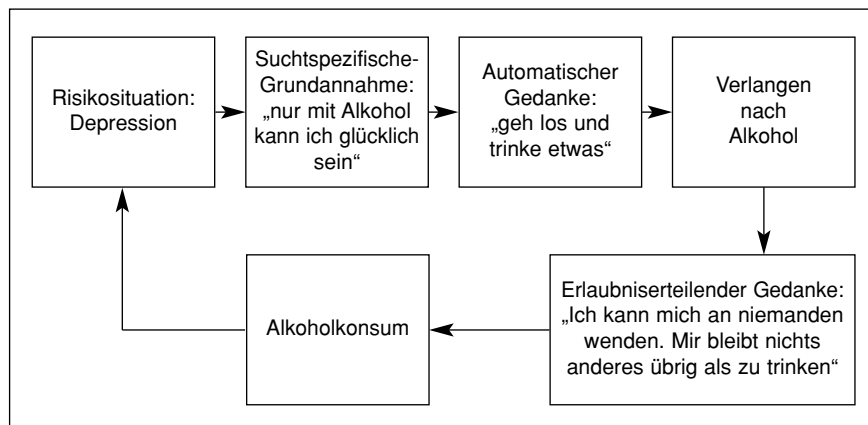 Risikosituation:
Depression
Suchtspezifische-
Grundannahme:
„nur mit Alkohol
kann ich glücklich
sein“
Automatischer
Gedanke:
„geh los und
trinke etwas“
Verlangen
nach
Alkohol
Erlaubniserteilender Gedanke:
„Ich kann mich an niemanden
wenden. Mir bleibt nichts
anderes übrig als zu trinken“
Alkoholkonsum